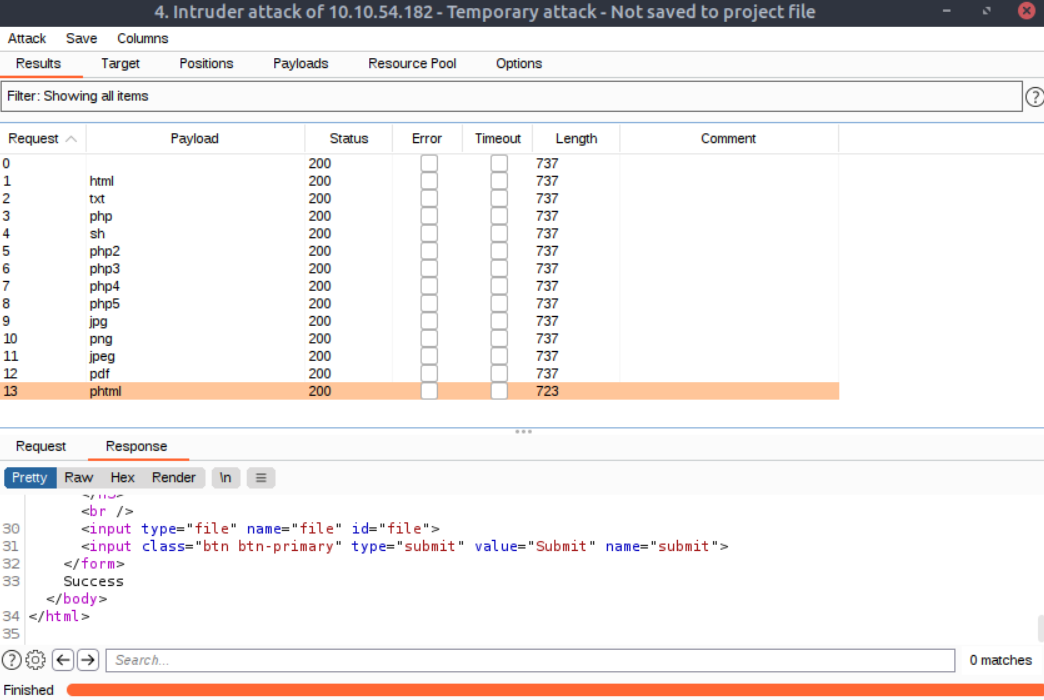 4. Intruder attack of 10.10.54.182 - Temporary attack - Not saved to project file
Attack Save Columns
Results Target Positions Payloads Resource Pool Options
Filter: Showing all items
?
Request Payload Status Error Timeout Length Comment
0 200 737
1 html 200 737
2 txt 200 737
3 php 200 737
4 sh 200 737
5 php2 200 737
6 php3 200 737
7 php4 200 737
8 php5 200 737
9 jpg 200 737
10 png 200 737
11 jpeg 200 737
12 pdf 200 737
13 phtml 200 723
Request Response
Pretty Raw Hex Render \n
<br />
30 <input type="file" name="file" id="file">
31 <input class="btn btn-primary" type="submit" value="Submit" name="submit">
32 </form>
33 Success
</body>
34 </html>
35
? Search... 0 matches
Finished